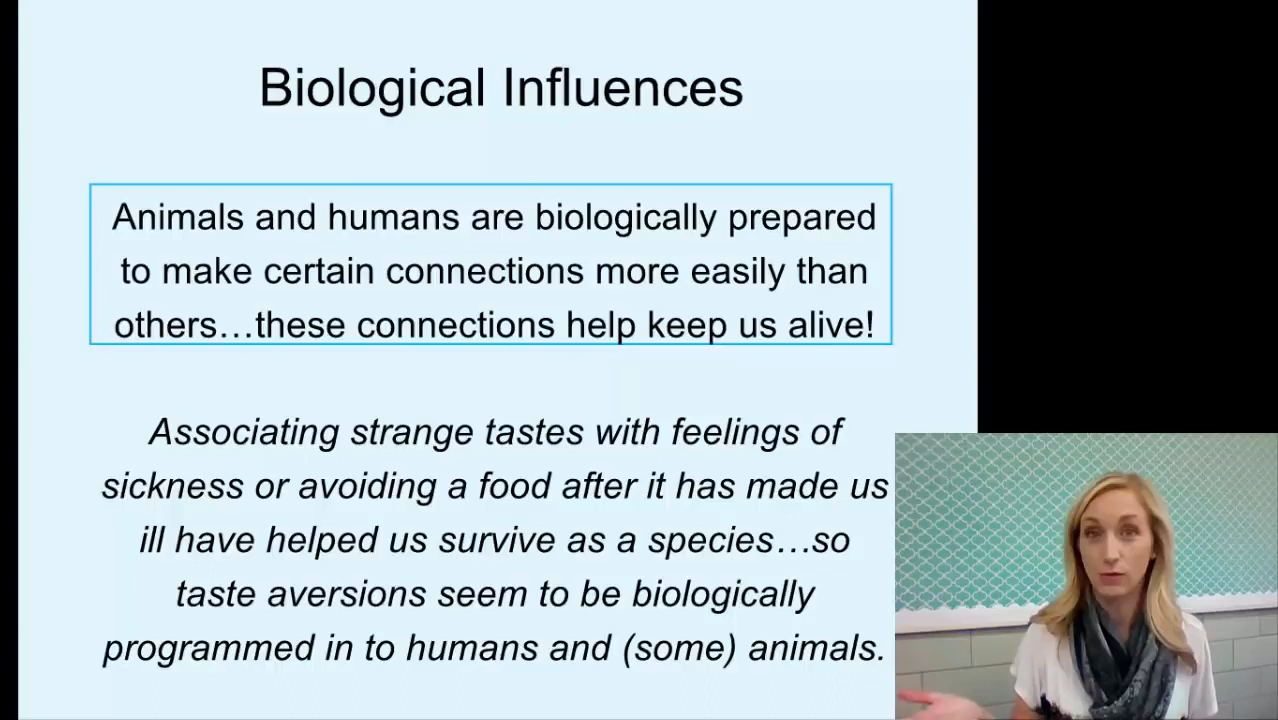 Biological Influences
Animals and humans are biologically prepared
to make certain connections more easily than
others…these connections help keep us alive!
Associating strange tastes with feelings of
sickness or avoiding a food after it has made us
ill have helped us survive as a species…so
taste aversions seem to be biologically
programmed in to humans and (some) animals.